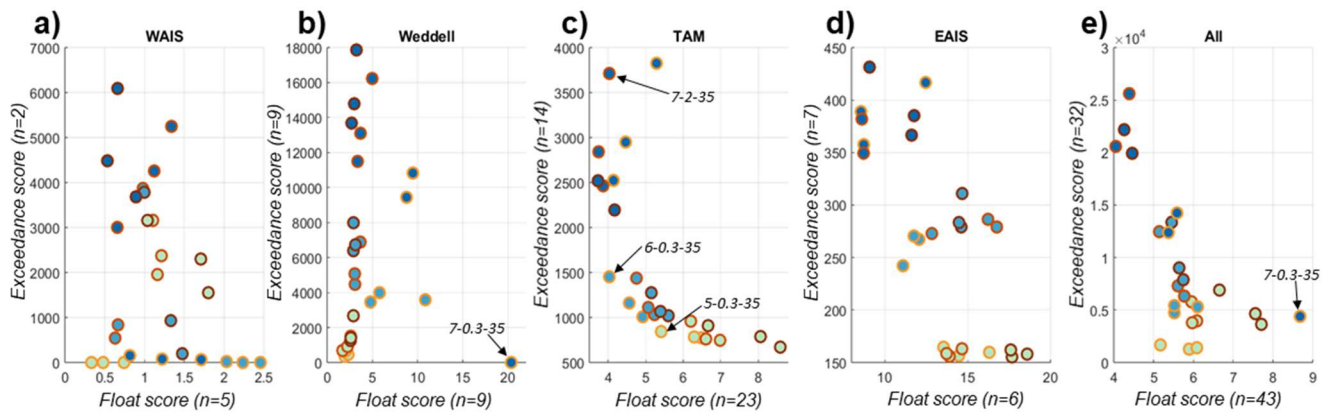 a) WAIS
7000
6000
5000
4000
3000
2000
1000
0
0 0.5 1 1.5 2 2.5
Exceedance score (n=2)
Float score (n=5)
b) Weddell
18000
16000
14000
12000
10000
8000
6000
4000
2000
0
0 5 10 15 20
Exceedance score (n=9)
Float score (n=9)
7-0.3-35
c) TAM
4000
3500
3000
2500
2000
1500
1000
500
4 5 6 7 8
Exceedance score (n=14)
Float score (n=23)
7-2-35
6-0.3-35
5-0.3-35
d) EAIS
450
400
350
300
250
200
150
10 15 20
Exceedance score (n=7)
Float score (n=6)
e) All
×10⁴
3
2.5
2
1.5
1
0.5
0
4 5 6 7 8 9
Exceedance score (n=32)
Float score (n=43)
7-0.3-35